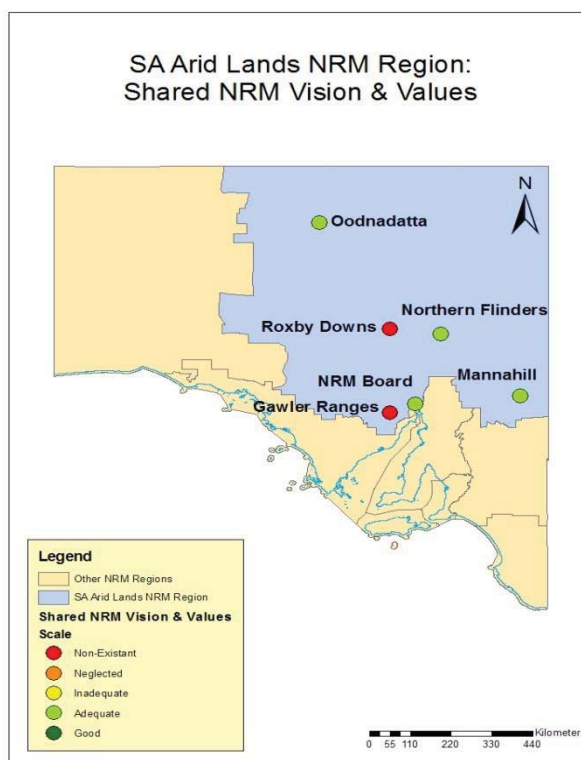 SA Arid Lands NRM Region:
Shared NRM Vision & Values
N
Oodnadatta
Northern Flinders
Roxby Downs
Mannahill
NRM Board
Gawler Ranges
Legend
Other NRM Regions
SA Arid Lands NRM Region
Shared NRM Vision & Values
Scale
Non-Existant
Neglected
Inadequate
Adequate
Good
Kilometer
0 55 110 220 330 440